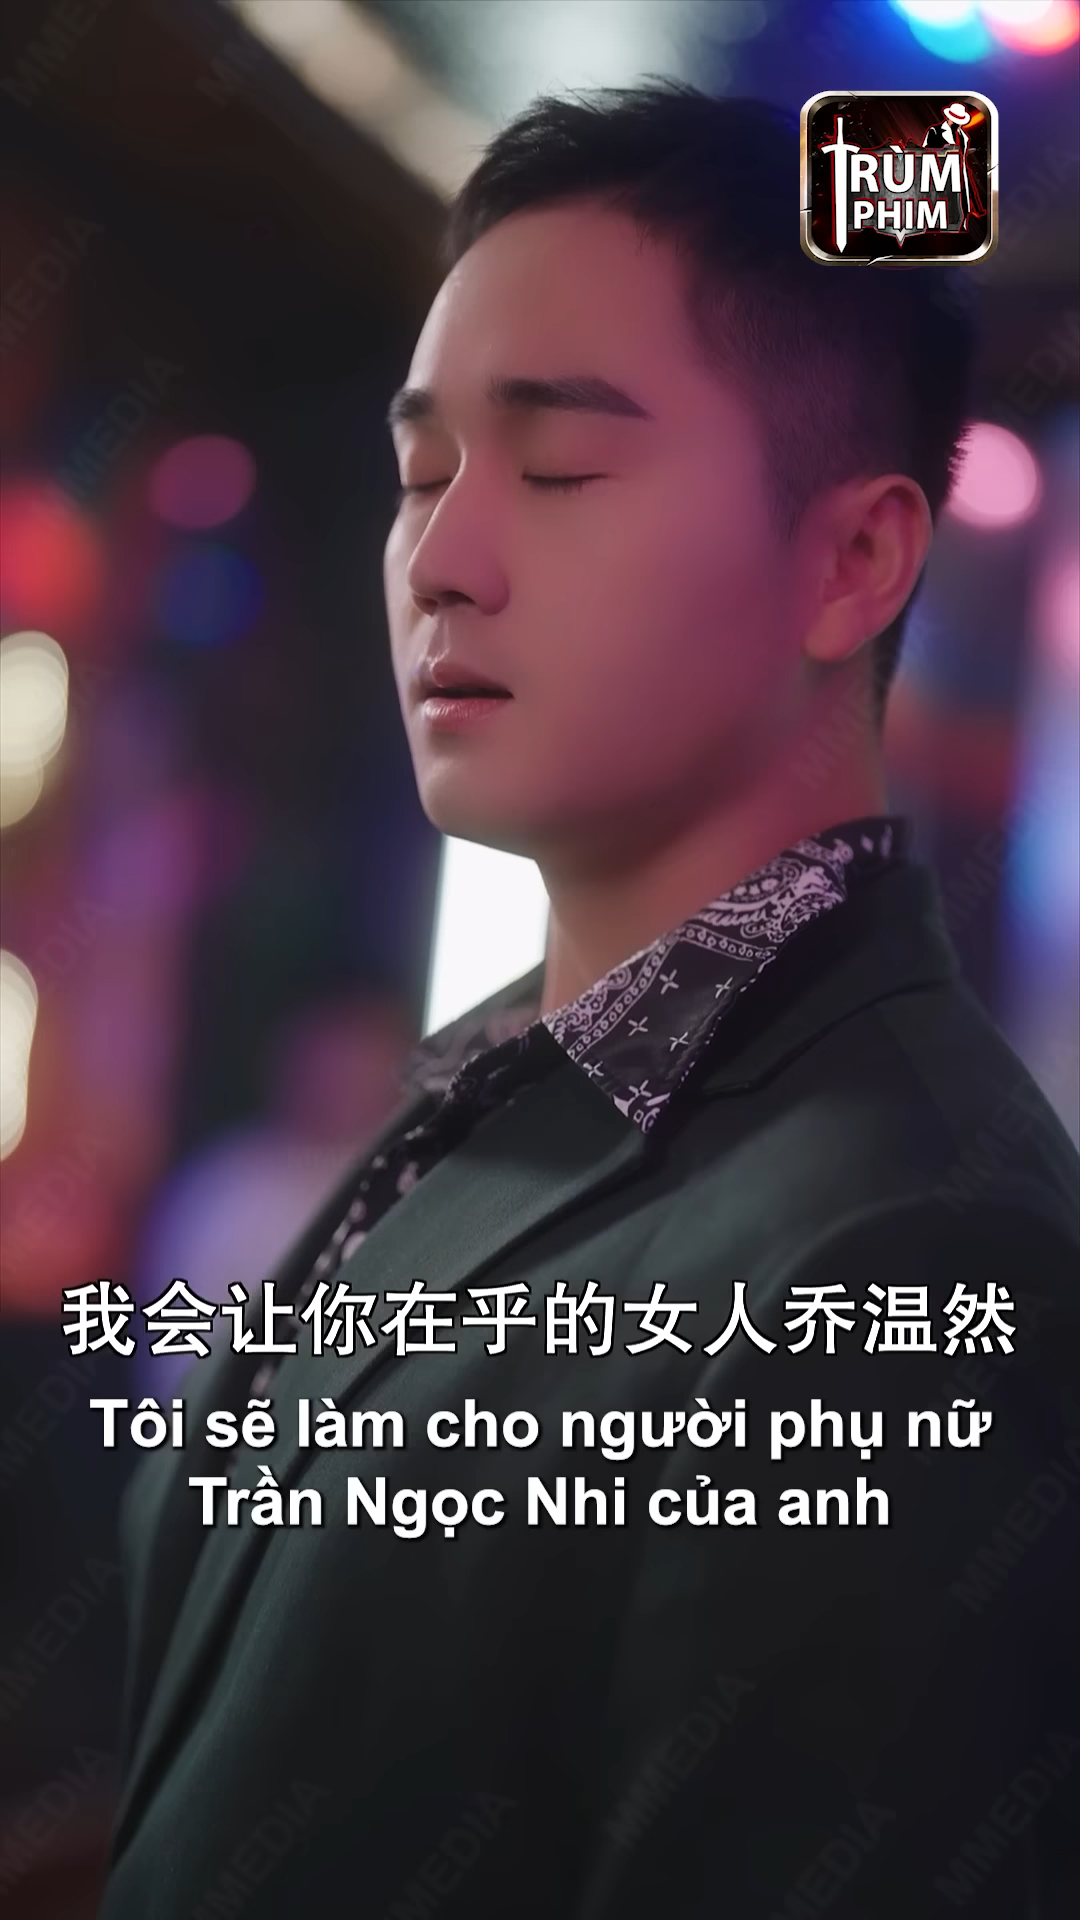 TRÙM
PHIM
我会让你在乎的女人乔温然
Tôi sẽ làm cho người phụ nữ
Trần Ngọc Nhi của anh
MMEDIA